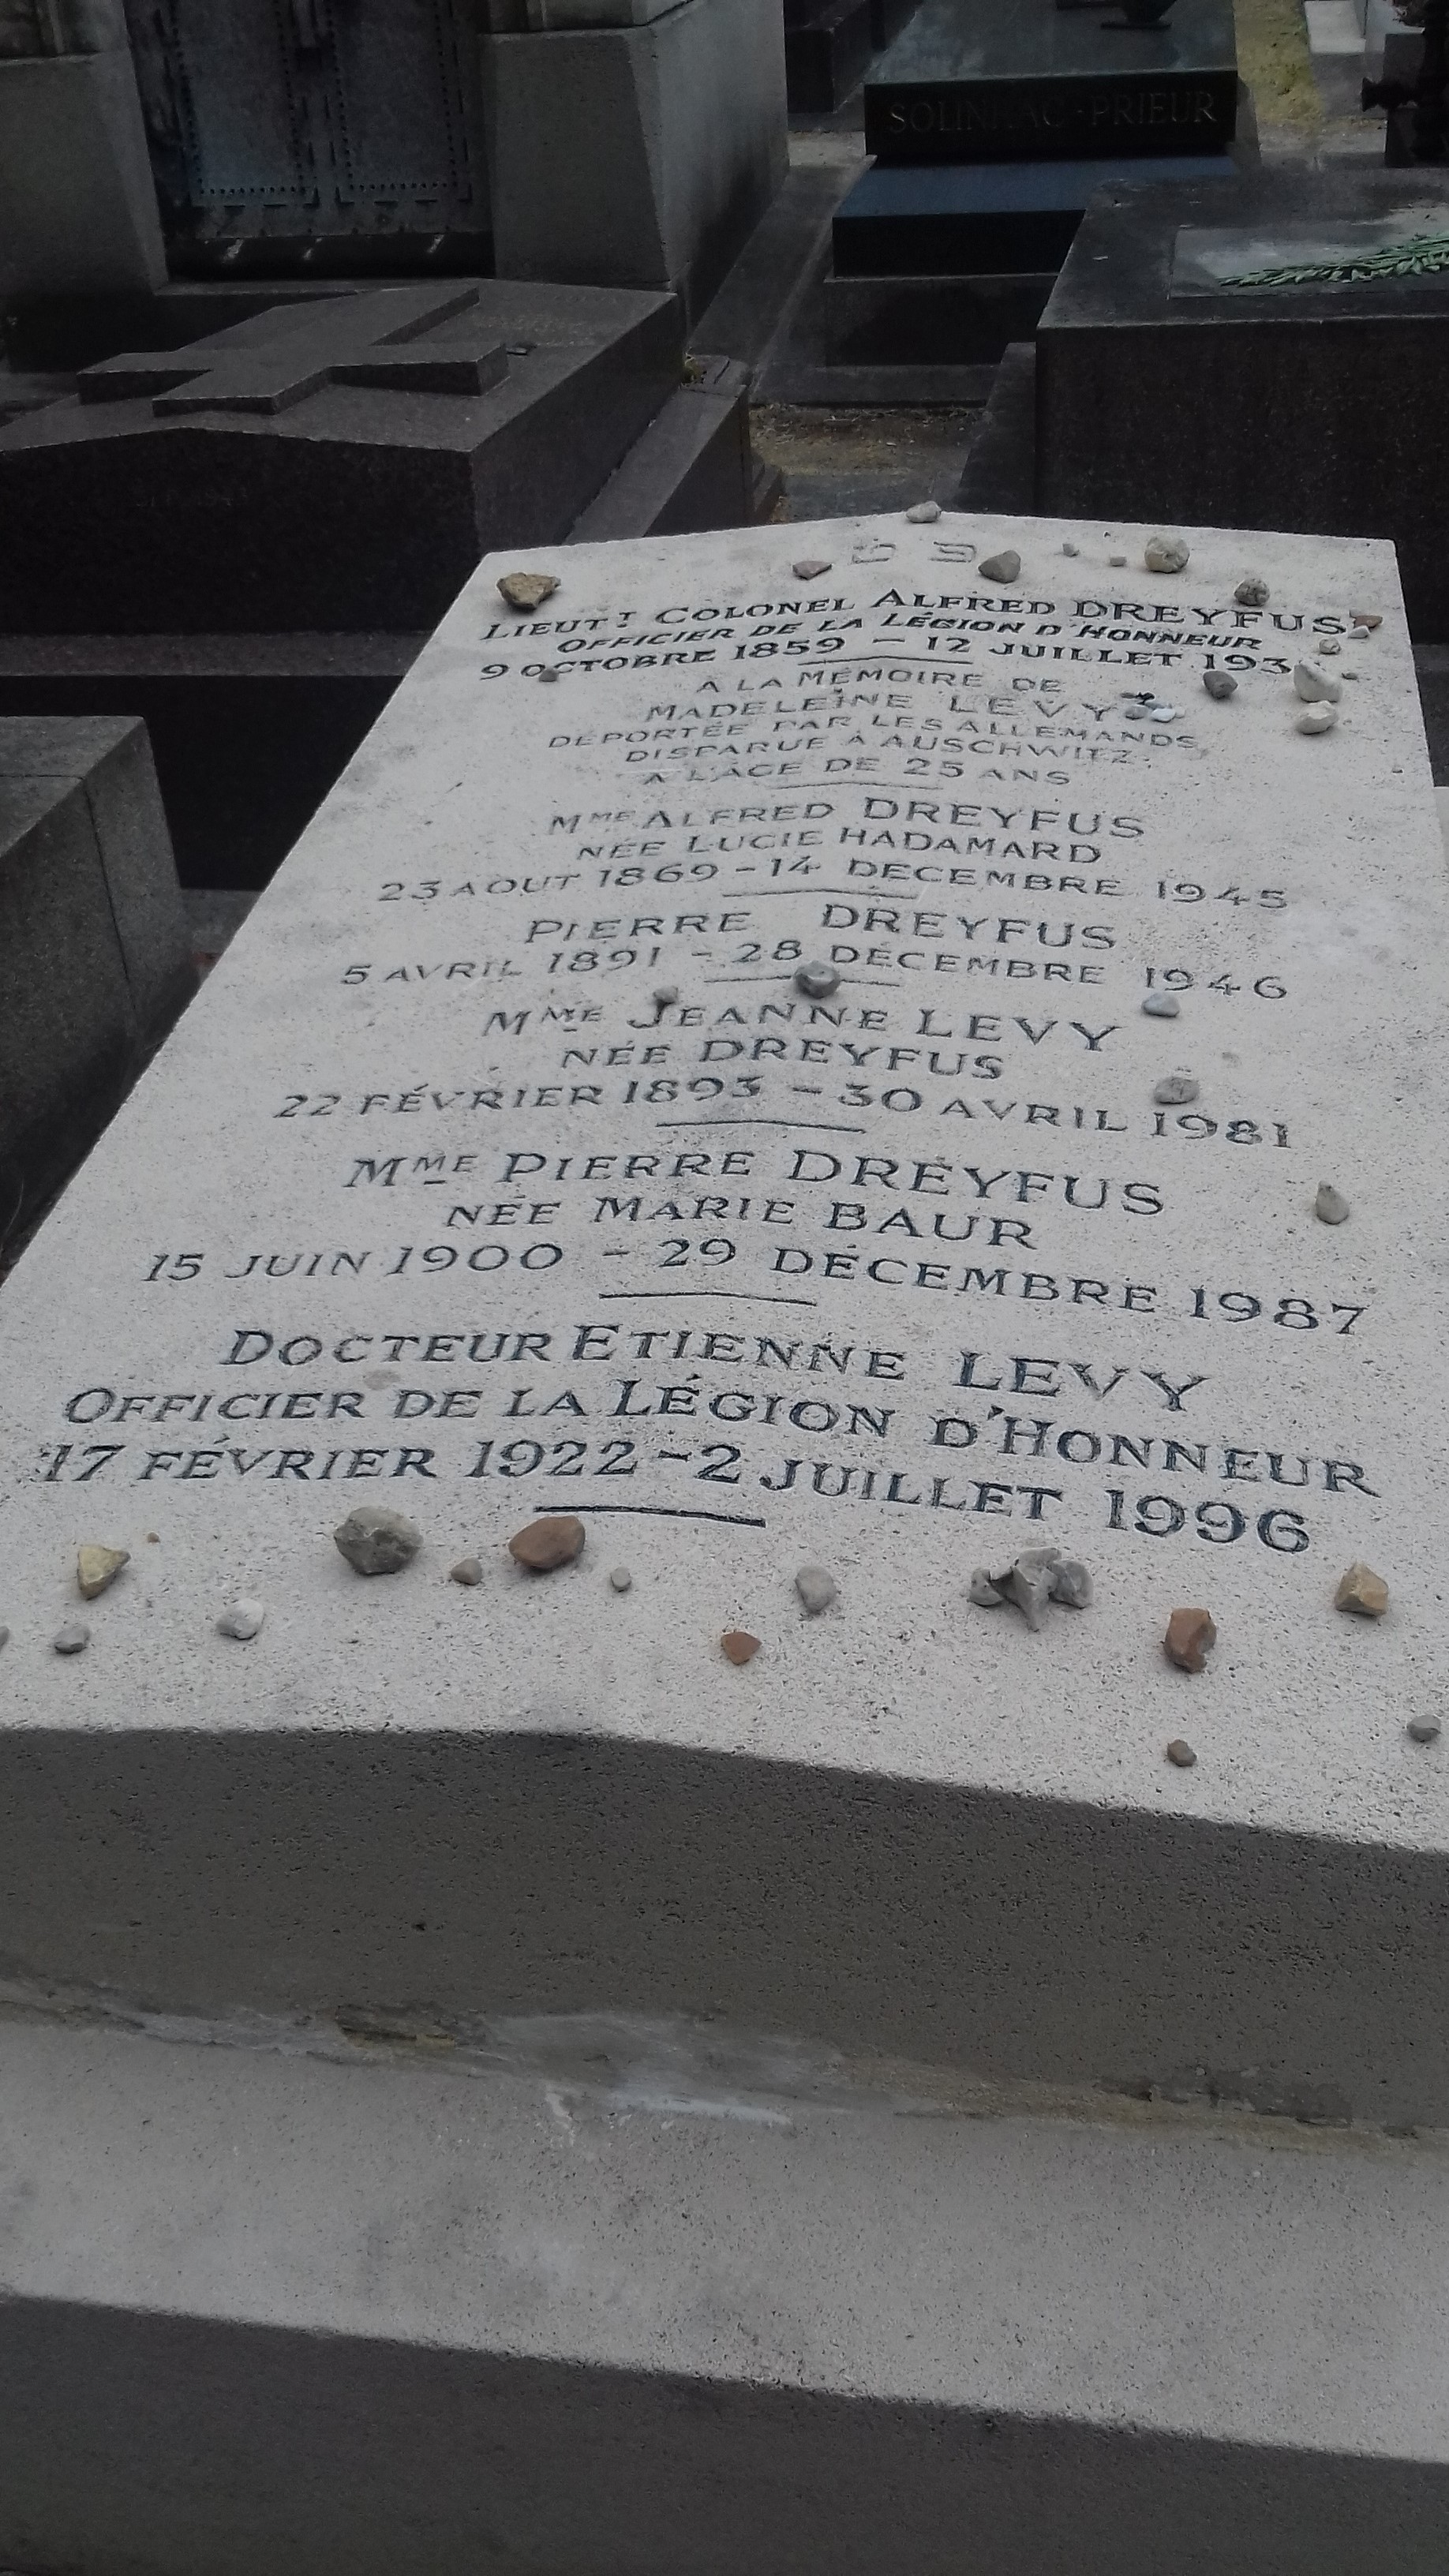 SOLINHAC-PRIEUR
פ נ
LIEUT^T COLONEL ALFRED DREYFUS
OFFICIER DE LA LÉGION D'HONNEUR
9 OCTOBRE 1859 – 12 JUILLET 193
A LA MÉMOIRE DE
MADELEINE LEVY
DÉPORTÉE PAR LES ALLEMANDS
DISPARUE A AUSCHWITZ
A L'AGE DE 25 ANS
MME ALFRED DREYFUS
NÉE LUCIE HADAMARD
23 AOUT 1869 – 14 DECEMBRE 1945
PIERRE DREYFUS
5 AVRIL 1891 – 28 DÉCEMBRE 1946
MME JEANNE LEVY
NÉE DREYFUS
22 FÉVRIER 1893 – 30 AVRIL 1981
MME PIERRE DREYFUS
NÉE MARIE BAUR
15 JUIN 1900 – 29 DÉCEMBRE 1987
DOCTEUR ETIENNE LEVY
OFFICIER DE LA LÉGION D'HONNEUR
17 FÉVRIER 1922 – 2 JUILLET 1996